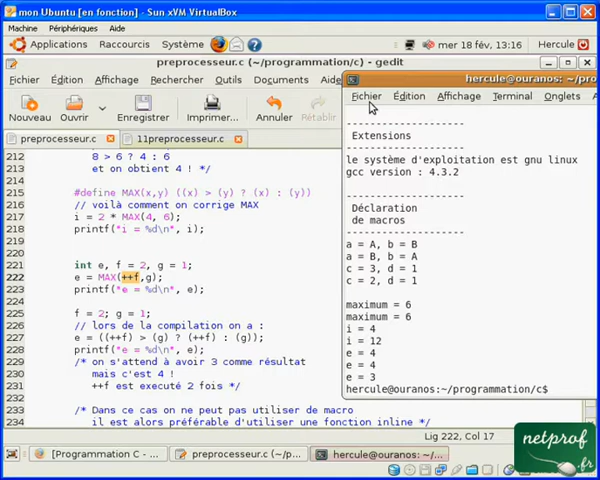 mon Ubuntu [en fonction] - Sun xVM VirtualBox
Machine Périphériques Aide
Applications Raccourcis Système mer 18 fév, 13:16 Hercule
preprocesseur.c (~/programmation/c) - gedit
Fichier Édition Affichage Rechercher Outils Documents Aide
Nouveau Ouvrir Enregistrer Imprimer... Annuler Rétablir
preprocesseur.c 11preprocesseur.c
212 8 > 6 ? 4 : 6
213 et on obtient 4 ! */
214
215 #define MAX(x,y) ((x) > (y) ? (x) : (y))
216 // voilà comment on corrige MAX
217 i = 2 * MAX(4, 6);
218 printf("i = %d\n", i);
219
220
221 int e, f = 2, g = 1;
222 e = MAX(++f,g);
223 printf("e = %d\n", e);
224
225 f = 2; g = 1;
226 // lors de la compilation on a :
227 e = ((++f) > (g) ? (++f) : (g));
228 printf("e = %d\n", e);
229 /* on s'attend à avoir 3 comme résultat
230 mais c'est 4 !
231 ++f est executé 2 fois */
232
233 /* Dans ce cas on ne peut pas utiliser de macro
234 il est alors préférable d'utiliser une fonction inline */
Lig 222, Col 17
hercule@ouranos: ~/pro
Fichier Édition Affichage Terminal Onglets A
--------------------
Extensions
--------------------
le système d'exploitation est gnu linux
gcc version : 4.3.2
--------------------
Déclaration
de macros
--------------------
a = A, b = B
a = B, b = A
c = 3, d = 1
c = 2, d = 1
maximum = 6
maximum = 6
i = 4
i = 12
e = 4
e = 4
e = 3
hercule@ouranos:~/programmation/c$
[Programmation C - ... preprocesseur.c (~/... hercule@ouranos: ~/...
netprof
.fr